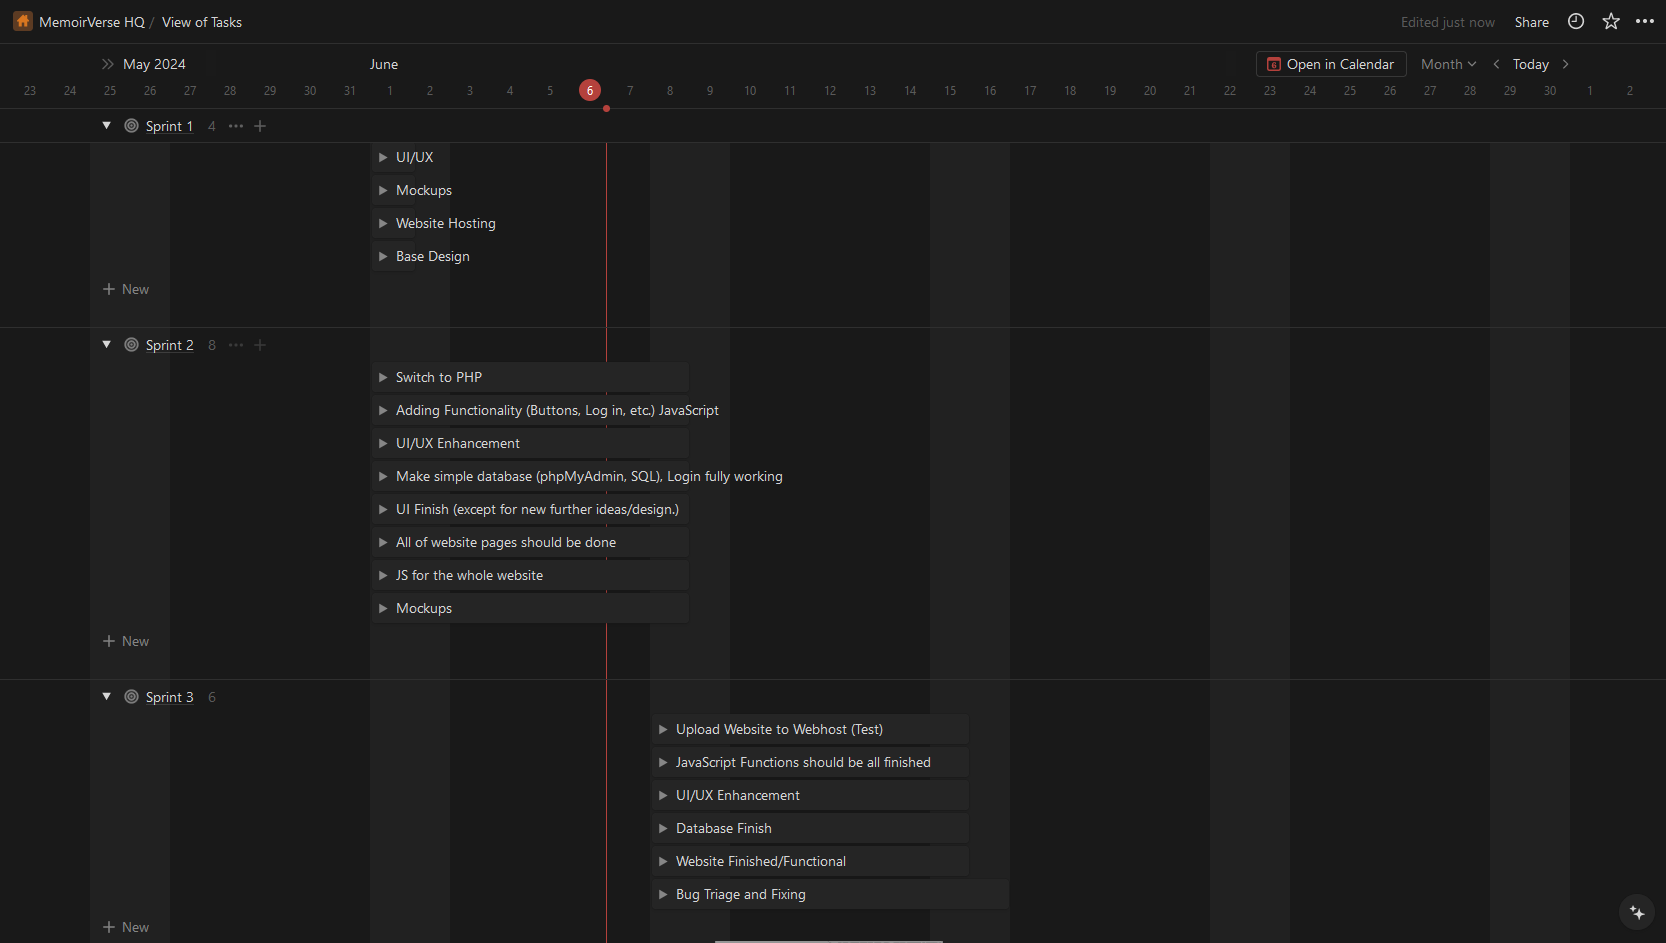 MemoirVerse HQ / View of Tasks
Edited just now Share
May 2024 June
6 Open in Calendar Month Today
23 24 25 26 27 28 29 30 31 1 2 3 4 5 6 7 8 9 10 11 12 13 14 15 16 17 18 19 20 21 22 23 24 25 26 27 28 29 30 1 2
Sprint 1 4
UI/UX
Mockups
Website Hosting
Base Design
New
Sprint 2 8
Switch to PHP
Adding Functionality (Buttons, Log in, etc.) JavaScript
UI/UX Enhancement
Make simple database (phpMyAdmin, SQL), Login fully working
UI Finish (except for new further ideas/design.)
All of website pages should be done
JS for the whole website
Mockups
New
Sprint 3 6
Upload Website to Webhost (Test)
JavaScript Functions should be all finished
UI/UX Enhancement
Database Finish
Website Finished/Functional
Bug Triage and Fixing
New